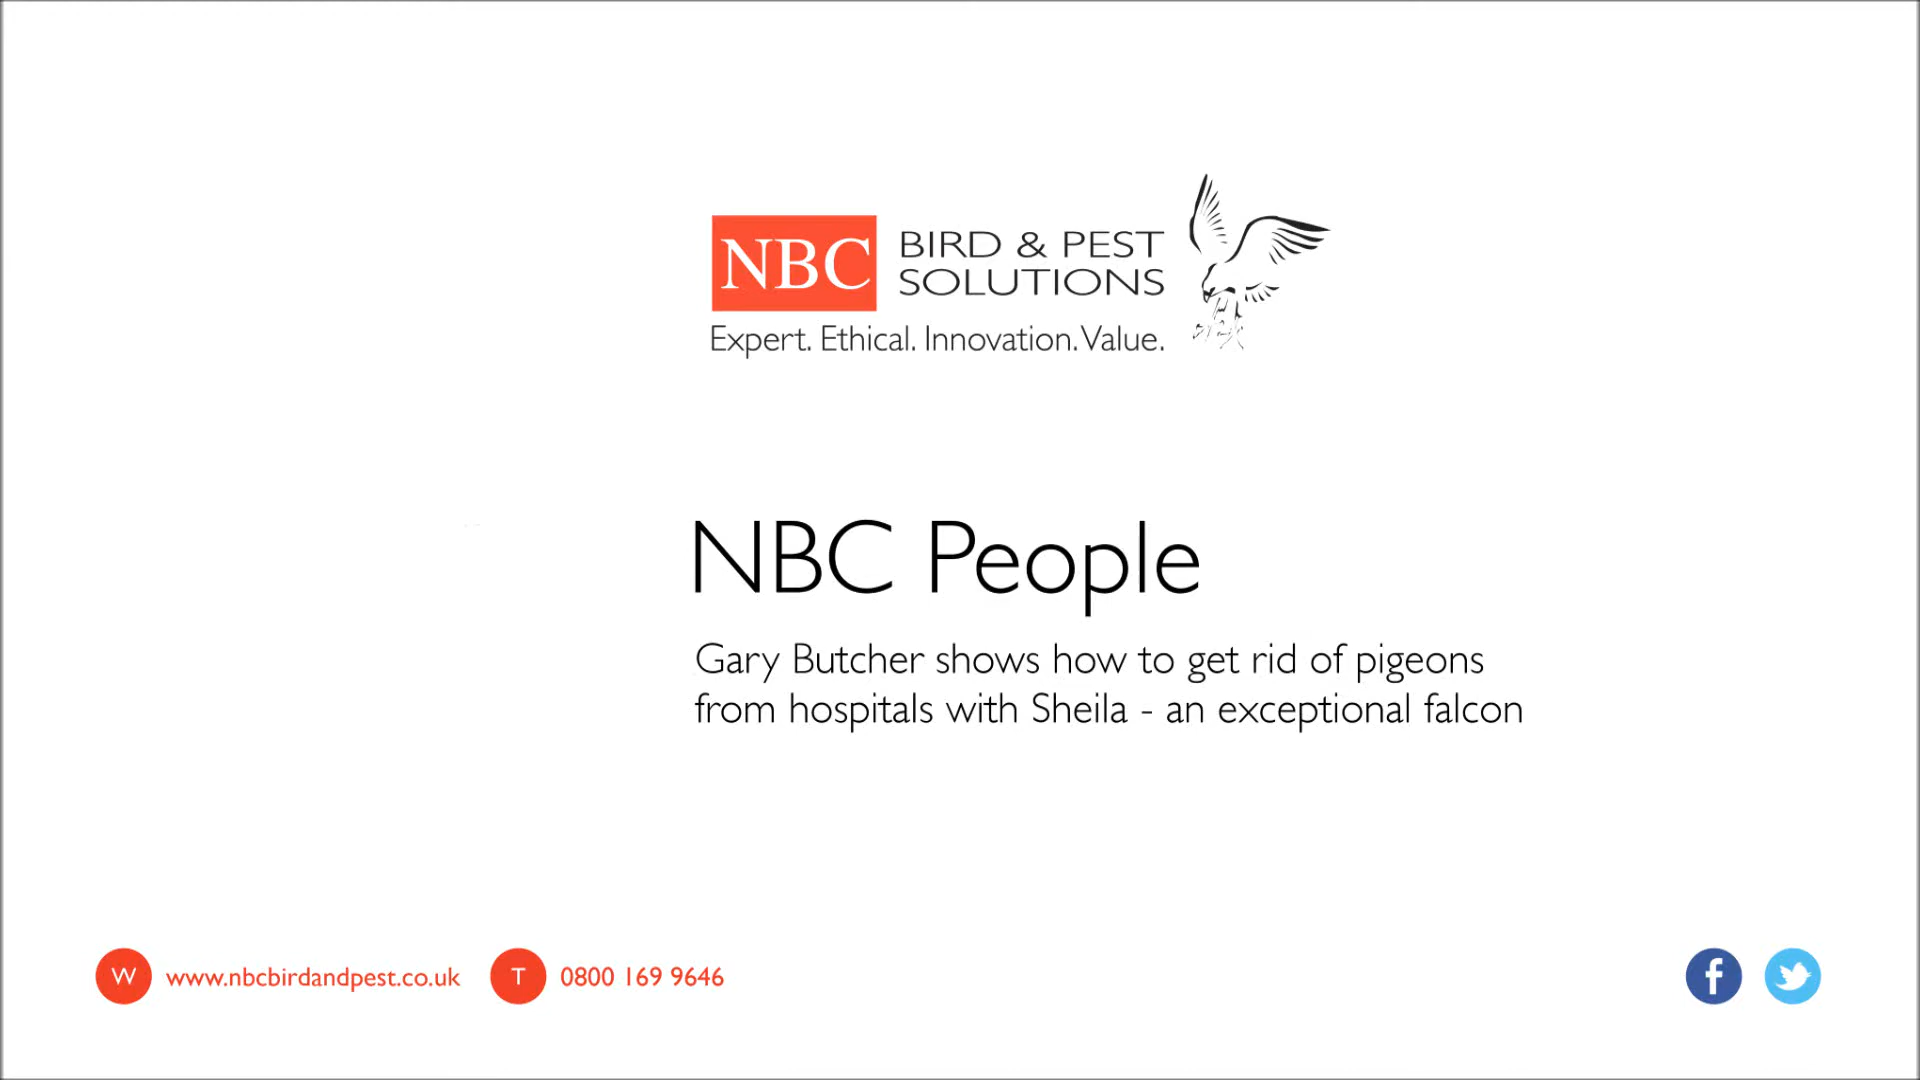 NBC BIRD & PEST
SOLUTIONS
Expert. Ethical. Innovation. Value.
NBC People
Gary Butcher shows how to get rid of pigeons
from hospitals with Sheila - an exceptional falcon
W www.nbcbirdandpest.co.uk T 0800 169 9646 f